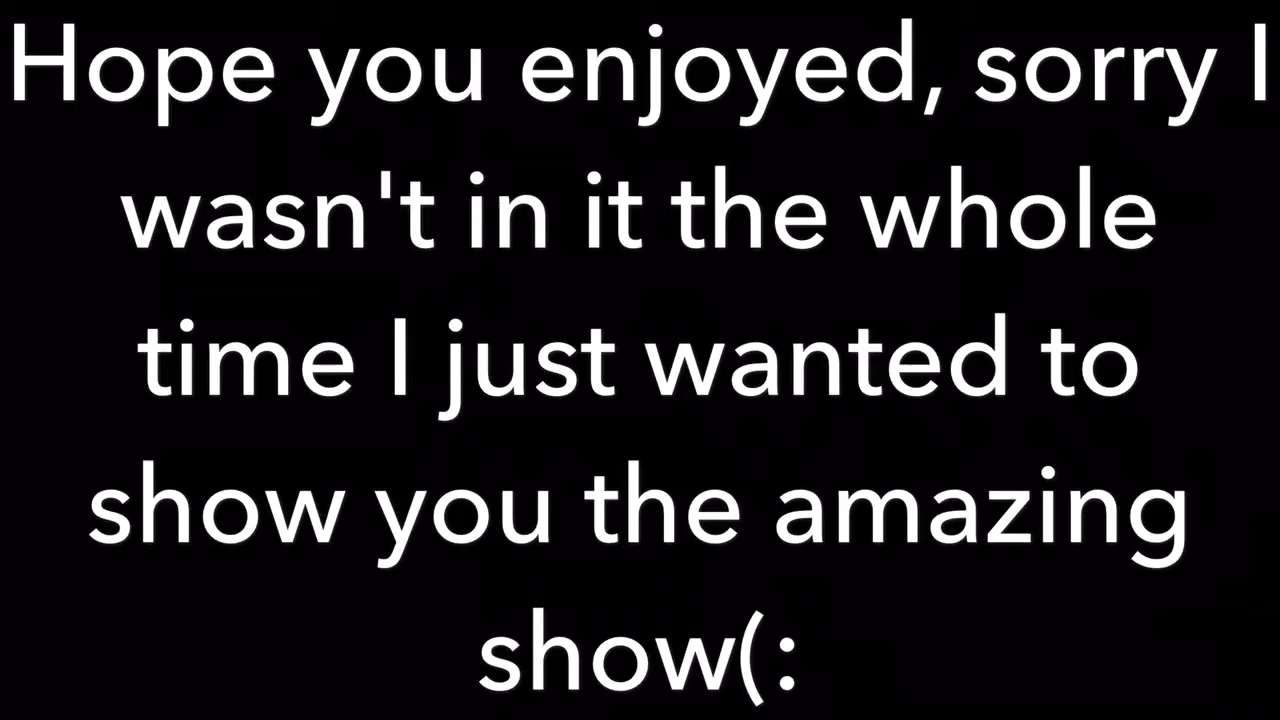 Hope you enjoyed, sorry I
wasn't in it the whole
time I just wanted to
show you the amazing
show(: